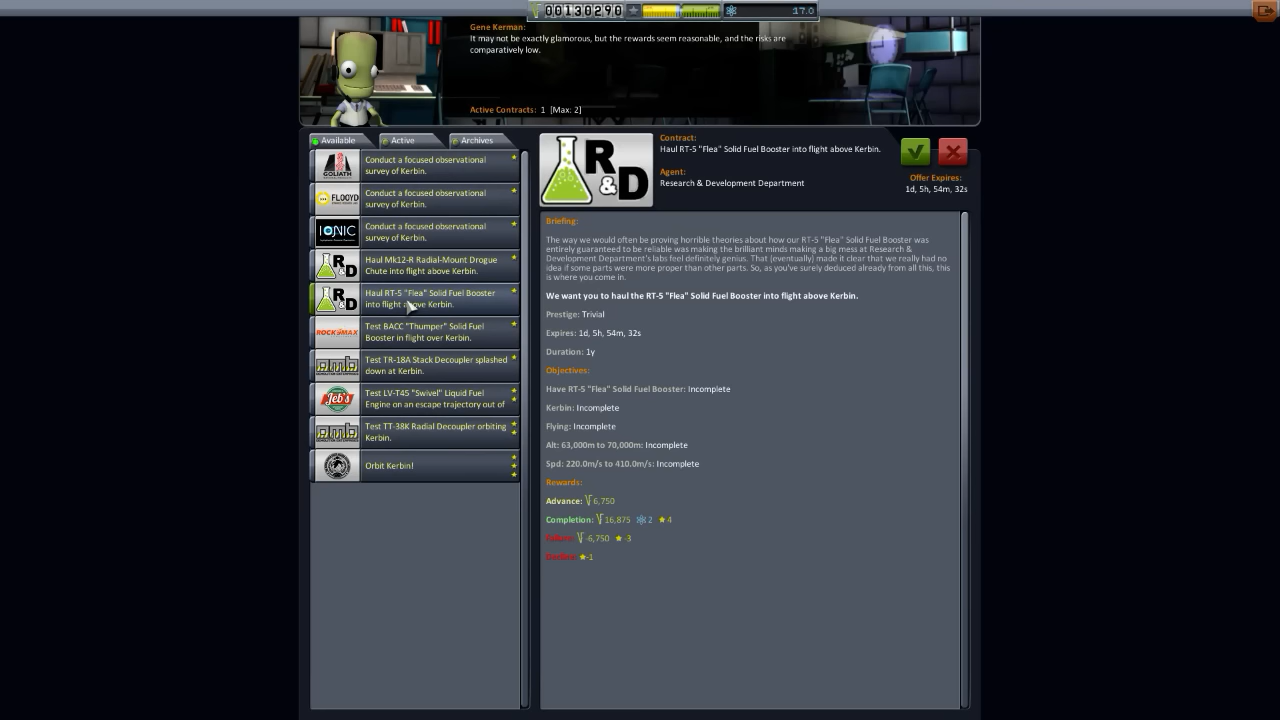 00130290
17.0
Gene Kerman:
It may not be exactly glamorous, but the rewards seem reasonable, and the risks are
comparatively low.
Active Contracts: 1 [Max: 2]
Available
Active
Archives
GOLIATH
Conduct a focused observational
survey of Kerbin.
FLOOYD
Conduct a focused observational
survey of Kerbin.
IONIC
Conduct a focused observational
survey of Kerbin.
R&D
Haul Mk12-R Radial-Mount Drogue
Chute into flight above Kerbin.
R&D
Haul RT-5 "Flea" Solid Fuel Booster
into flight above Kerbin.
ROCKOMAX
Test BACC "Thumper" Solid Fuel
Booster in flight over Kerbin.
Test TR-18A Stack Decoupler splashed
down at Kerbin.
Jeb's
Test LV-T45 "Swivel" Liquid Fuel
Engine on an escape trajectory out of
Test TT-38K Radial Decoupler orbiting
Kerbin.
Orbit Kerbin!
R&D
Contract:
Haul RT-5 "Flea" Solid Fuel Booster into flight above Kerbin.
Agent:
Research & Development Department
Offer Expires:
1d, 5h, 54m, 32s
Briefing:
The way we would often be proving horrible theories about how our RT-5 "Flea" Solid Fuel Booster was
entirely guaranteed to be reliable was making the brilliant minds making a big mess at Research &
Development Department's labs feel definitely genius. That (eventually) made it clear that we really had no
idea if some parts were more proper than other parts. So, as you've surely deduced already from all this, this
is where you come in.
We want you to haul the RT-5 "Flea" Solid Fuel Booster into flight above Kerbin.
Prestige: Trivial
Expires: 1d, 5h, 54m, 32s
Duration: 1y
Objectives:
Have RT-5 "Flea" Solid Fuel Booster: Incomplete
Kerbin: Incomplete
Flying: Incomplete
Alt: 63,000m to 70,000m: Incomplete
Spd: 220.0m/s to 410.0m/s: Incomplete
Rewards:
Advance: 6,750
Completion: 16,875 2 4
Failure: -6,750 -3
Decline: -1